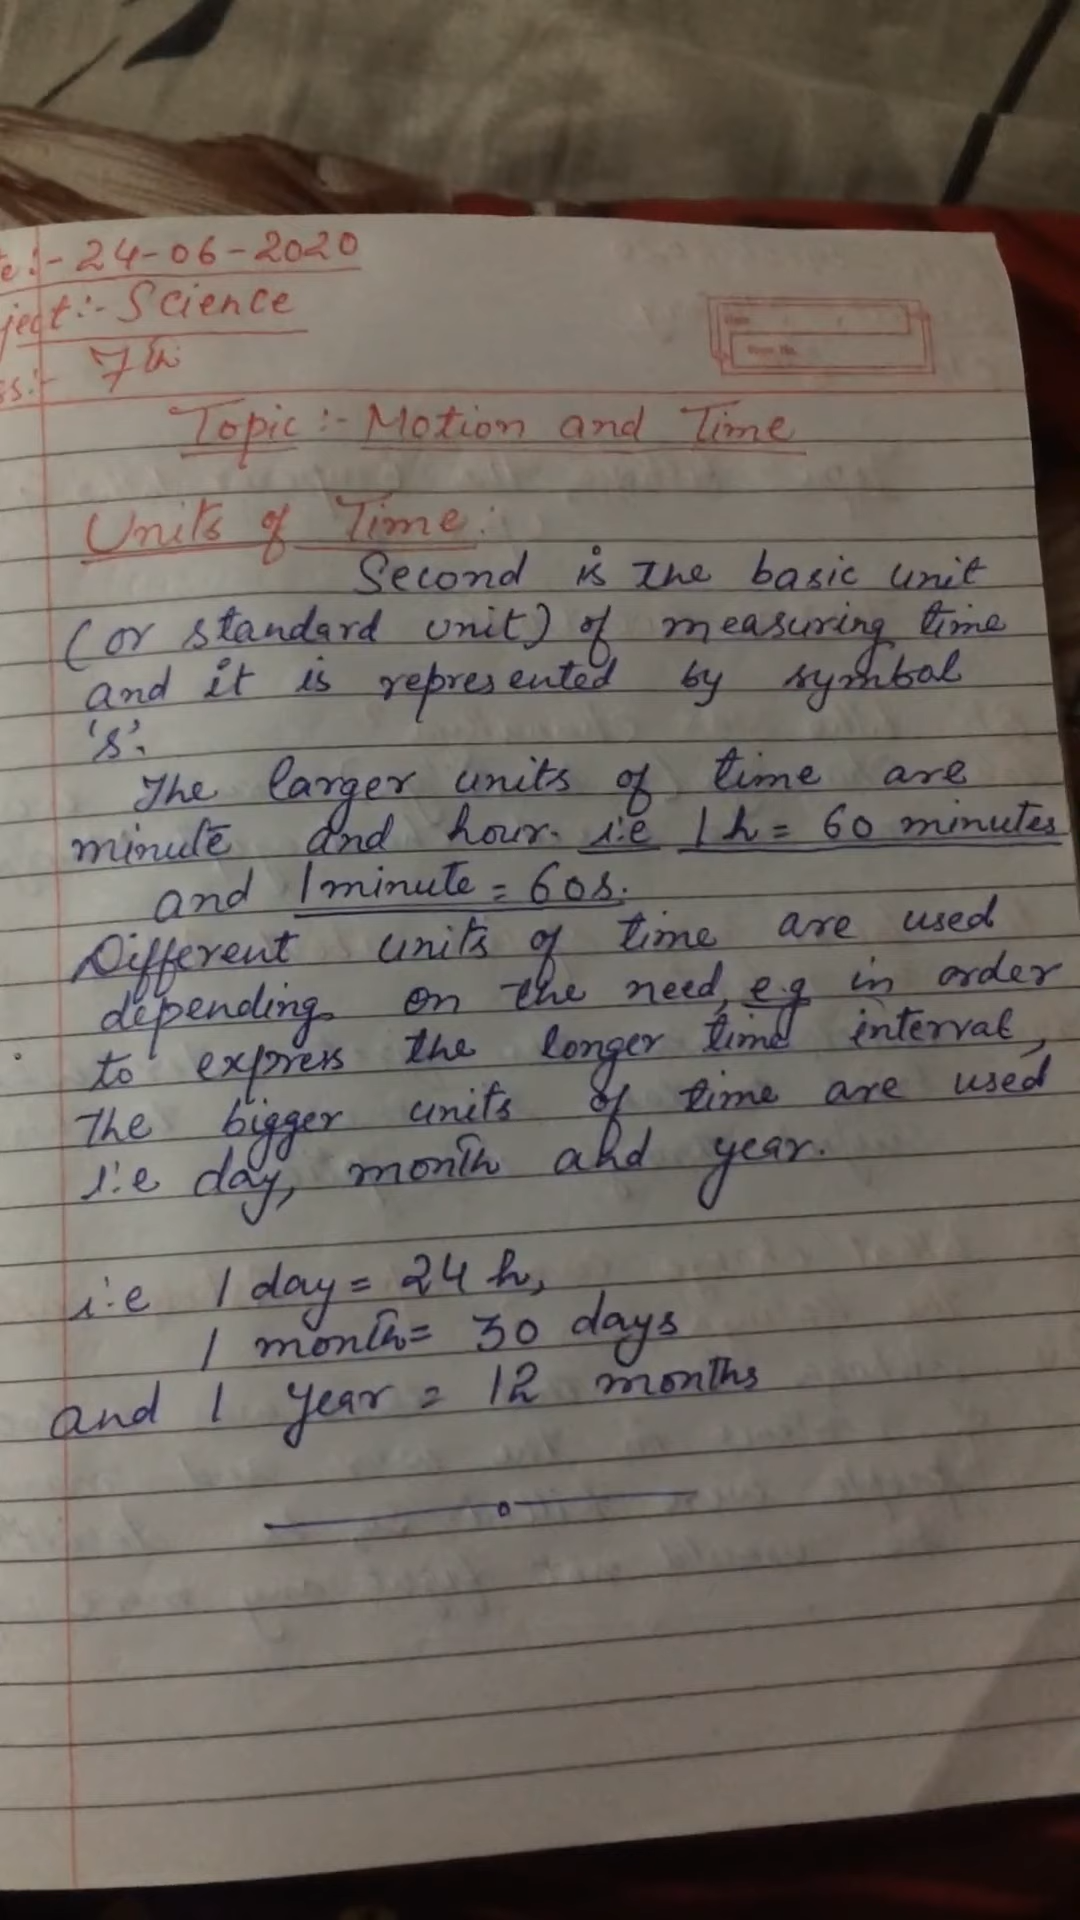 e:- 24-06-2020
ject:- Science
ss:- 7th
Topic:- Motion and Time
Units of Time:
Second is the basic unit
(or standard unit) of measuring time
and it is represented by symbol
's'.
The larger units of time are
minute and hour. i.e 1h = 60 minutes
and 1 minute = 60s.
Different units of time are used
depending on the need, e.g in order
to express the longer time interval,
the bigger units of time are used
i.e day, month and year.
i.e 1 day = 24 h,
1 month = 30 days
and 1 year = 12 months